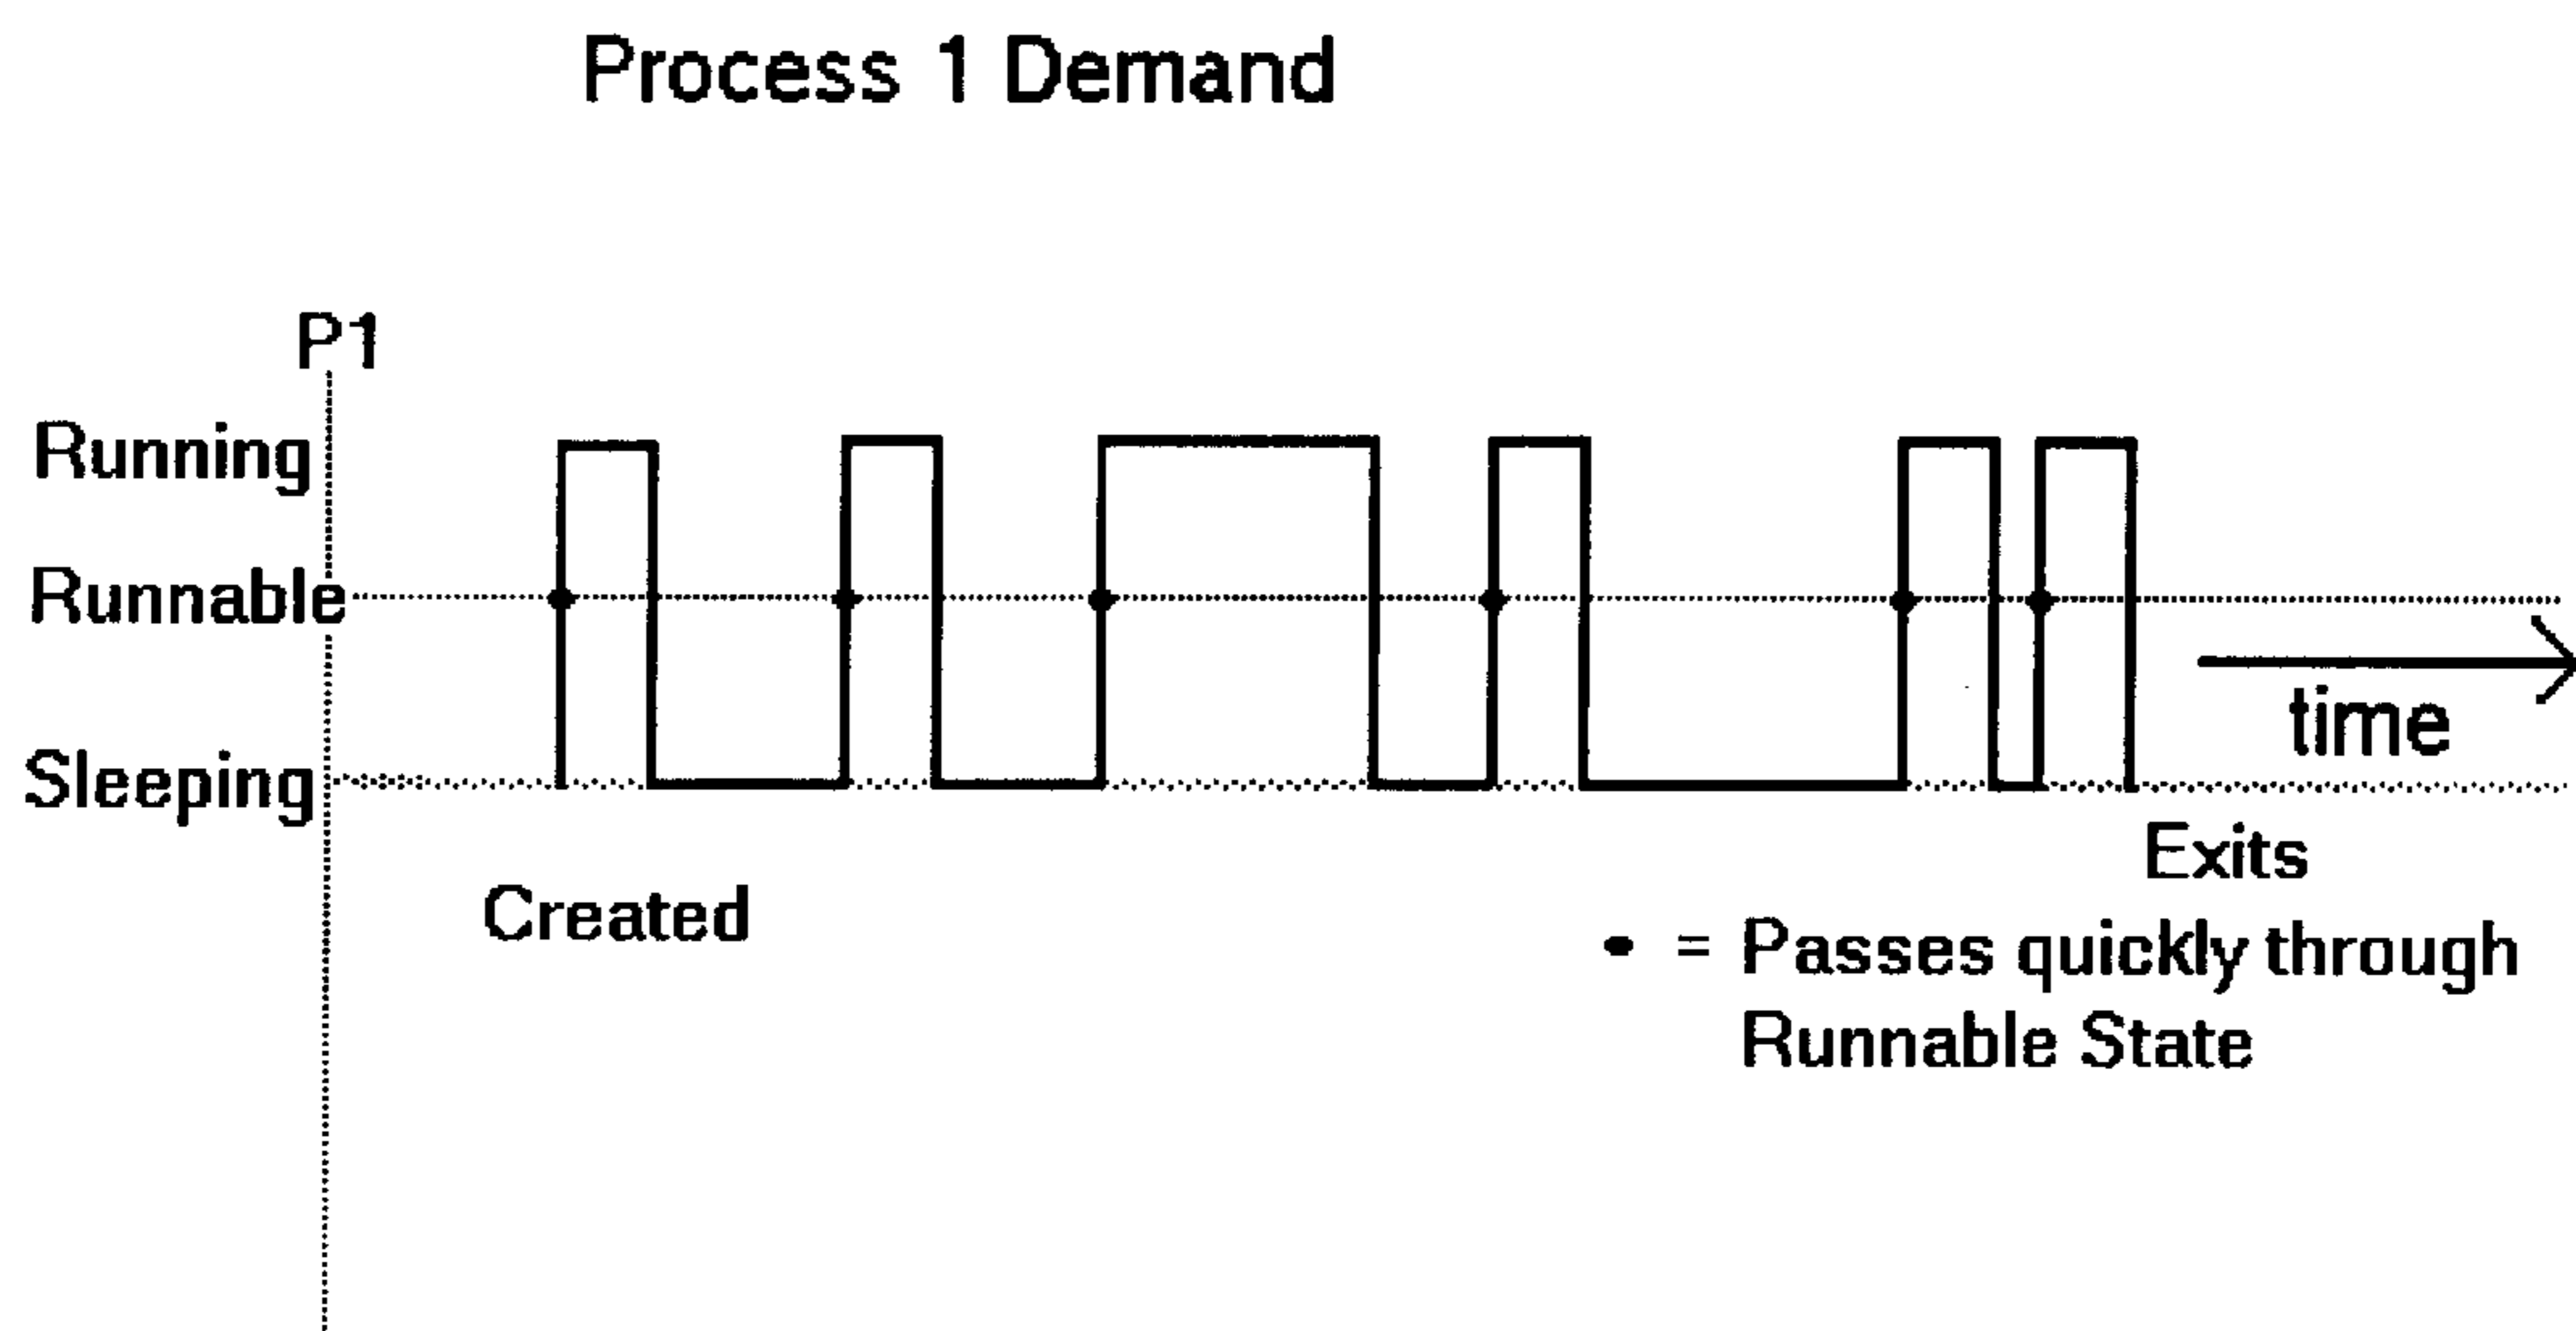 Process 1 Demand
P1
Running
Runnable
Sleeping
time
Exits
Created
• = Passes quickly through
Runnable State